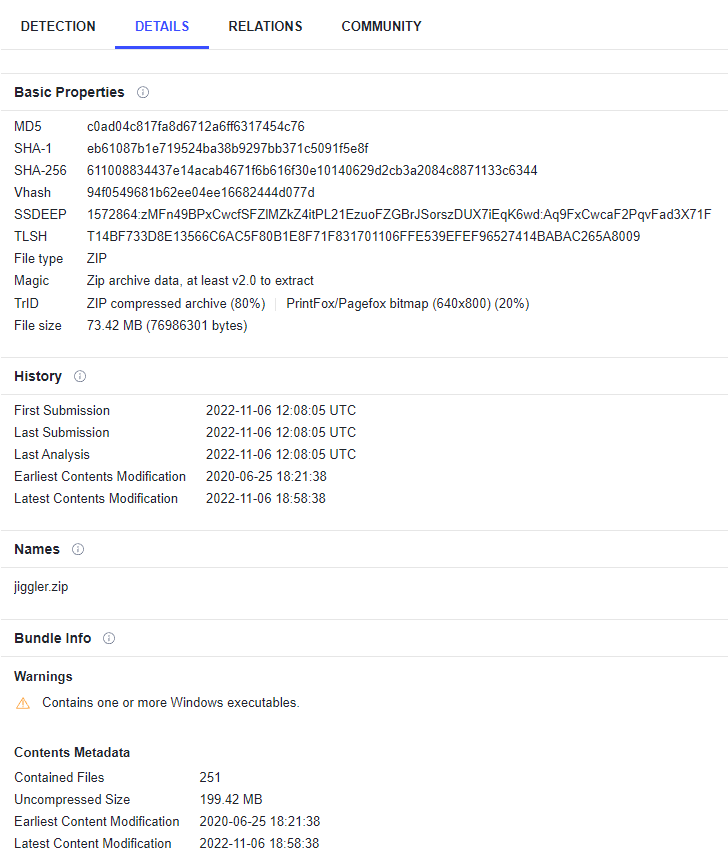 DETECTION DETAILS RELATIONS COMMUNITY
Basic Properties
MD5 c0ad04c817fa8d6712a6ff6317454c76
SHA-1 eb61087b1e719524ba38b9297bb371c5091f5e8f
SHA-256 611008834437e14acab4671f6b616f30e10140629d2cb3a2084c8871133c6344
Vhash 94f0549681b62ee04ee16682444d077d
SSDEEP 1572864:zMFn49BPxCwcfSFZlMZkZ4itPL21EzuoFZGBrJSorszDUX7iEqK6wd:Aq9FxCwcaF2PqvFad3X71F
TLSH T14BF733D8E13566C6AC5F80B1E8F71F831701106FFE539EFEF96527414BABAC265A8009
File type ZIP
Magic Zip archive data, at least v2.0 to extract
TrID ZIP compressed archive (80%) PrintFox/Pagefox bitmap (640x800) (20%)
File size 73.42 MB (76986301 bytes)
History
First Submission 2022-11-06 12:08:05 UTC
Last Submission 2022-11-06 12:08:05 UTC
Last Analysis 2022-11-06 12:08:05 UTC
Earliest Contents Modification 2020-06-25 18:21:38
Latest Contents Modification 2022-11-06 18:58:38
Names
jiggler.zip
Bundle Info
Warnings
Contains one or more Windows executables.
Contents Metadata
Contained Files 251
Uncompressed Size 199.42 MB
Earliest Content Modification 2020-06-25 18:21:38
Latest Content Modification 2022-11-06 18:58:38